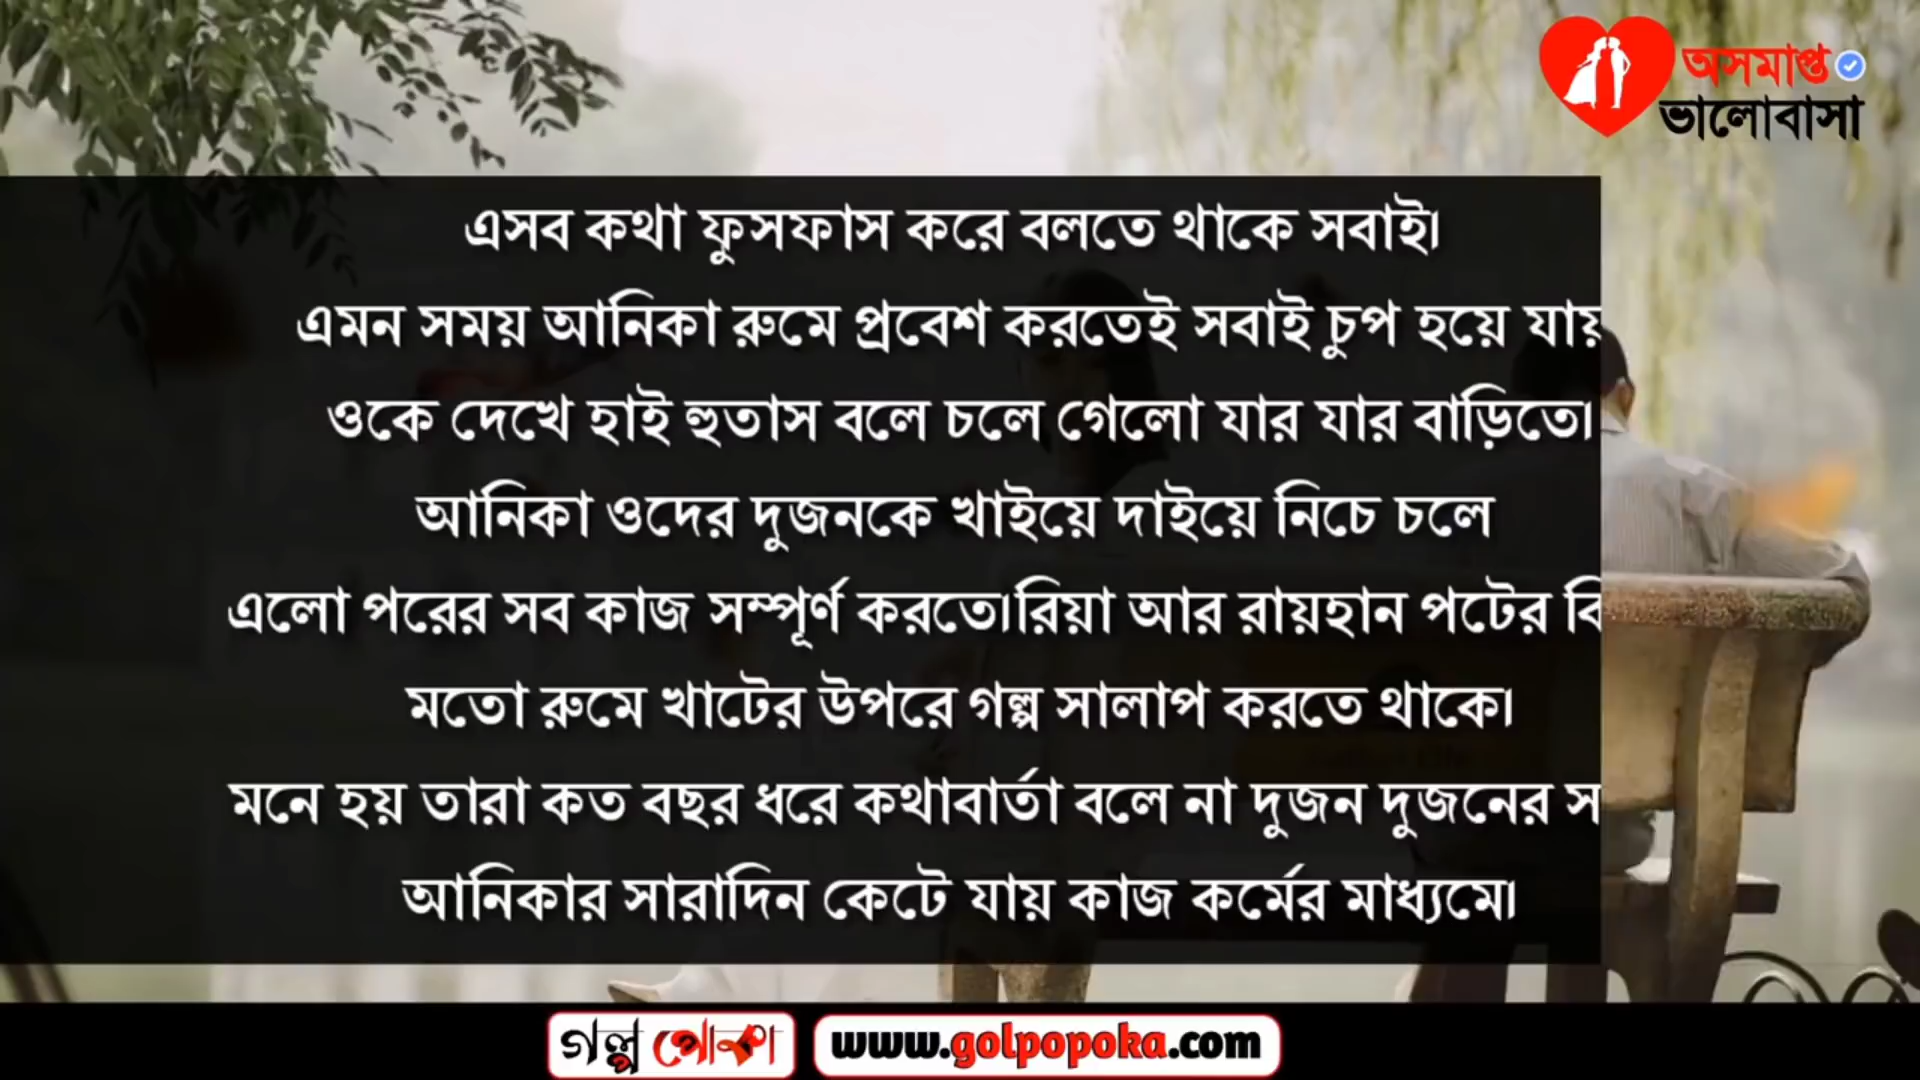 অসমাপ্ত
ভালোবাসা
এসব কথা ফুসফাস করে বলতে থাকে সবাই।
এমন সময় আনিকা রুমে প্রবেশ করতেই সবাই চুপ হয়ে যায়
ওকে দেখে হাই হুতাস বলে চলে গেলো যার যার বাড়িতে।
আনিকা ওদের দুজনকে খাইয়ে দাইয়ে নিচে চলে
এলো পরের সব কাজ সম্পূর্ণ করতে।রিয়া আর রায়হান পটের বি
মতো রুমে খাটের উপরে গল্প সালাপ করতে থাকে।
মনে হয় তারা কত বছর ধরে কথাবার্তা বলে না দুজন দুজনের স
আনিকার সারাদিন কেটে যায় কাজ কর্মের মাধ্যমে।
গল্প পোকা
www.golpopoka.com